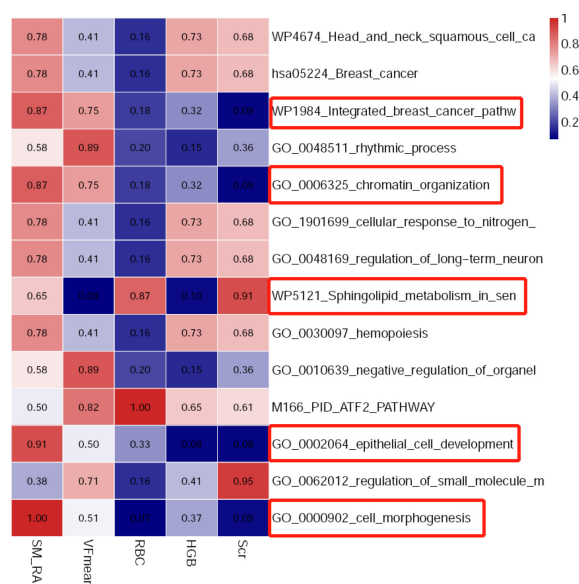 0.78 0.41 0.16 0.73 0.68 WP4674_Head_and_neck_squamous_cell_ca
0.78 0.41 0.16 0.73 0.68 hsa05224_Breast_cancer
0.87 0.75 0.18 0.32 0.09 WP1984_Integrated_breast_cancer_pathw
0.58 0.89 0.20 0.15 0.36 GO_0048511_rhythmic_process
0.87 0.75 0.18 0.32 0.09 GO_0006325_chromatin_organization
0.78 0.41 0.16 0.73 0.68 GO_1901699_cellular_response_to_nitrogen_
0.78 0.41 0.16 0.73 0.68 GO_0048169_regulation_of_long-term_neuron
0.65 0.87 0.10 0.91 WP5121_Sphingolipid_metabolism_in_sen
0.78 0.41 0.16 0.73 0.68 GO_0030097_hemopoiesis
0.58 0.89 0.20 0.15 0.36 GO_0010639_negative_regulation_of_organel
0.50 0.82 1.00 0.65 0.61 M166_PID_ATF2_PATHWAY
0.91 0.50 0.33 GO_0002064_epithelial_cell_development
0.38 0.71 0.16 0.41 0.95 GO_0062012_regulation_of_small_molecule_m
1.00 0.51 0.37 0.09 GO_0000902_cell_morphogenesis
SM_RA
VFmean
RBC
HGB
Scr
1
0.8
0.6
0.4
0.2